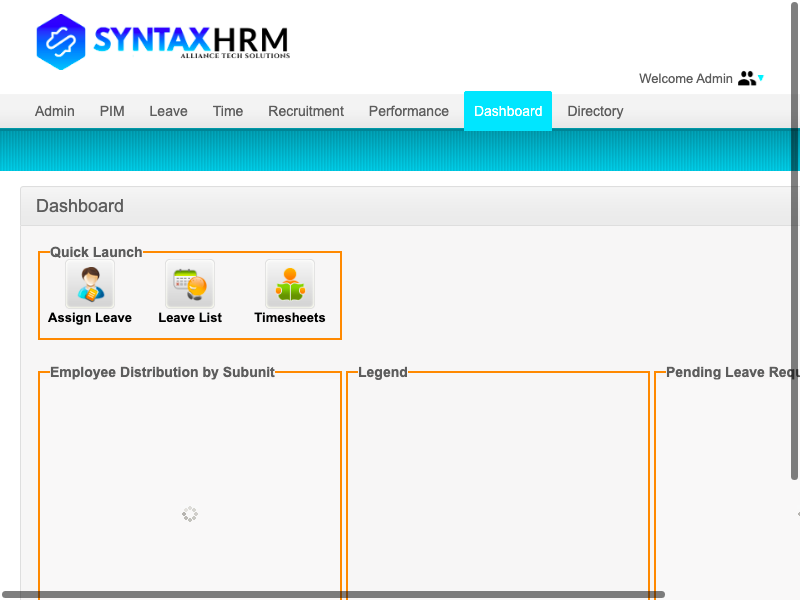 SYNTAXHRM
ALLIANCE TECH SOLUTIONS
Welcome Admin
Admin PIM Leave Time Recruitment Performance Dashboard Directory
Dashboard
Quick Launch
Assign Leave Leave List Timesheets
Employee Distribution by Subunit Legend Pending Leave Requ